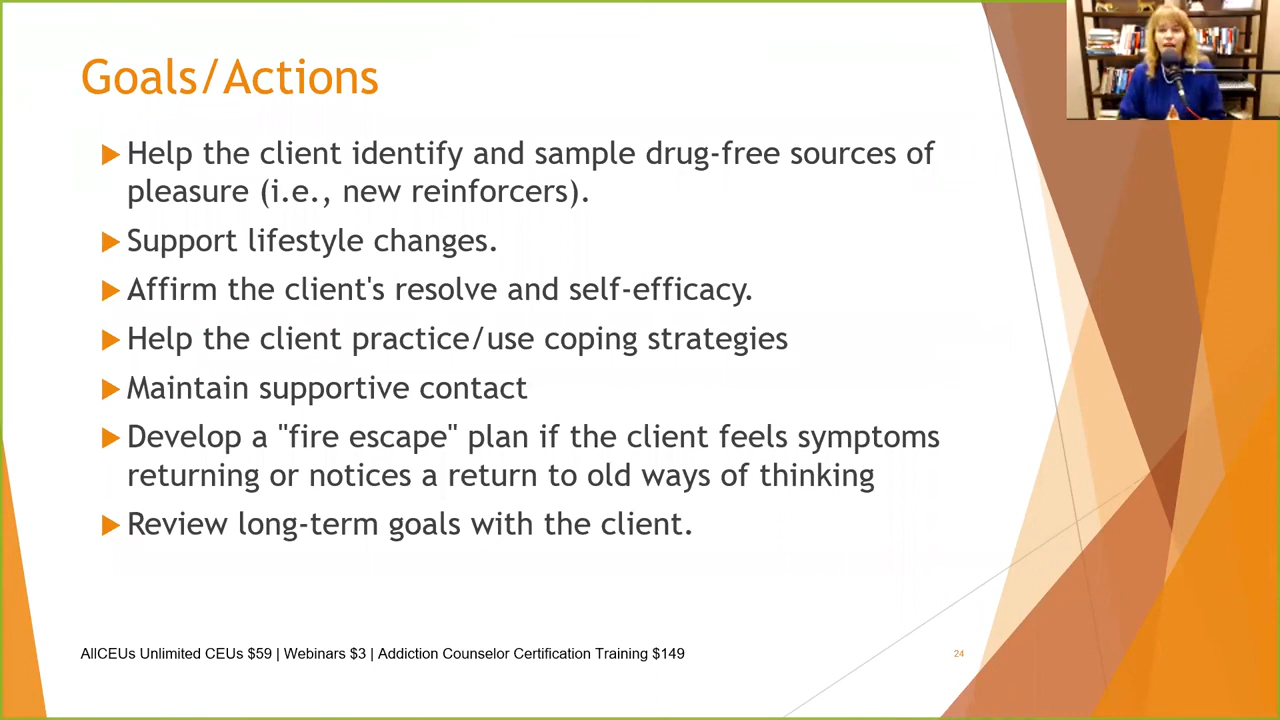 Goals/Actions
Help the client identify and sample drug-free sources of
pleasure (i.e., new reinforcers).
Support lifestyle changes.
Affirm the client's resolve and self-efficacy.
Help the client practice/use coping strategies
Maintain supportive contact
Develop a "fire escape" plan if the client feels symptoms
returning or notices a return to old ways of thinking
Review long-term goals with the client.
AllCEUs Unlimited CEUs $59 | Webinars $3 | Addiction Counselor Certification Training $149
24